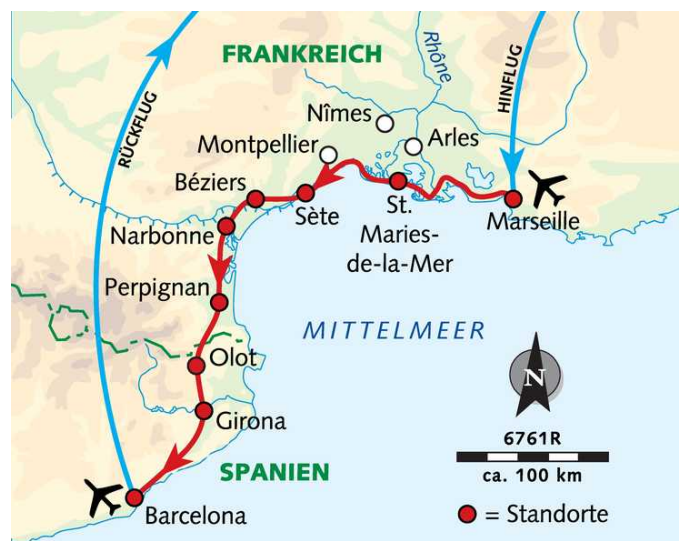 FRANKREICH
Rhône
HINFLUG
RÜCKFLUG
Nîmes
Montpellier
Arles
Béziers
Sète
St.
Maries-
de-la-Mer
Marseille
Narbonne
Perpignan
MITTELMEER
Olot
N
Girona
6761R
SPANIEN
ca. 100 km
Barcelona
= Standorte